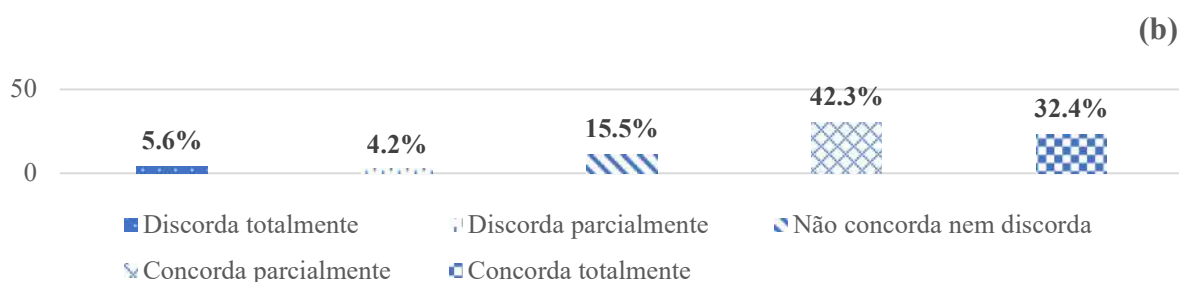 (b)
50
42.3%
32.4%
15.5%
5.6%
4.2%
0
Discorda totalmente
Discorda parcialmente
Não concorda nem discorda
Concorda parcialmente
Concorda totalmente